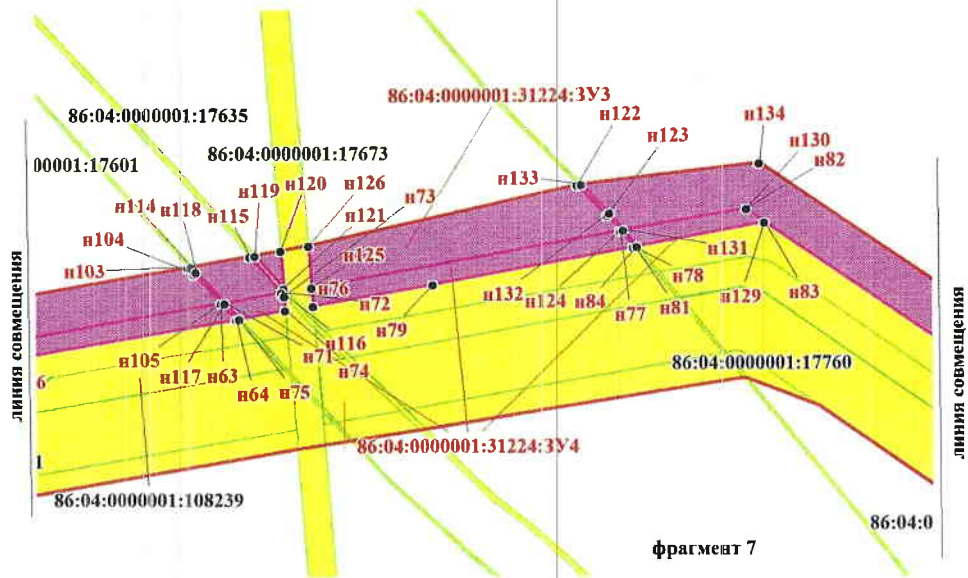 86:04:0000001:31224:ЗУ3
н122
86:04:0000001:17635
н123
н134
86:04:0000001:17673
н130
00001:17601
н133
н82
н119
н120
н126
н73
н114
н118
н115
н121
н104
н125
н103
н131
н76
н72
н132
н124
н84
н78
н79
н77
н81
н129
н83
н105
н116
н71
н117
н63
н74
6
86:04:0000001:17760
н64
н75
86:04:0000001:31224:ЗУ4
1
86:04:0000001:108239
86:04:0
фрагмент 7
линия совмещения
линия совмещения